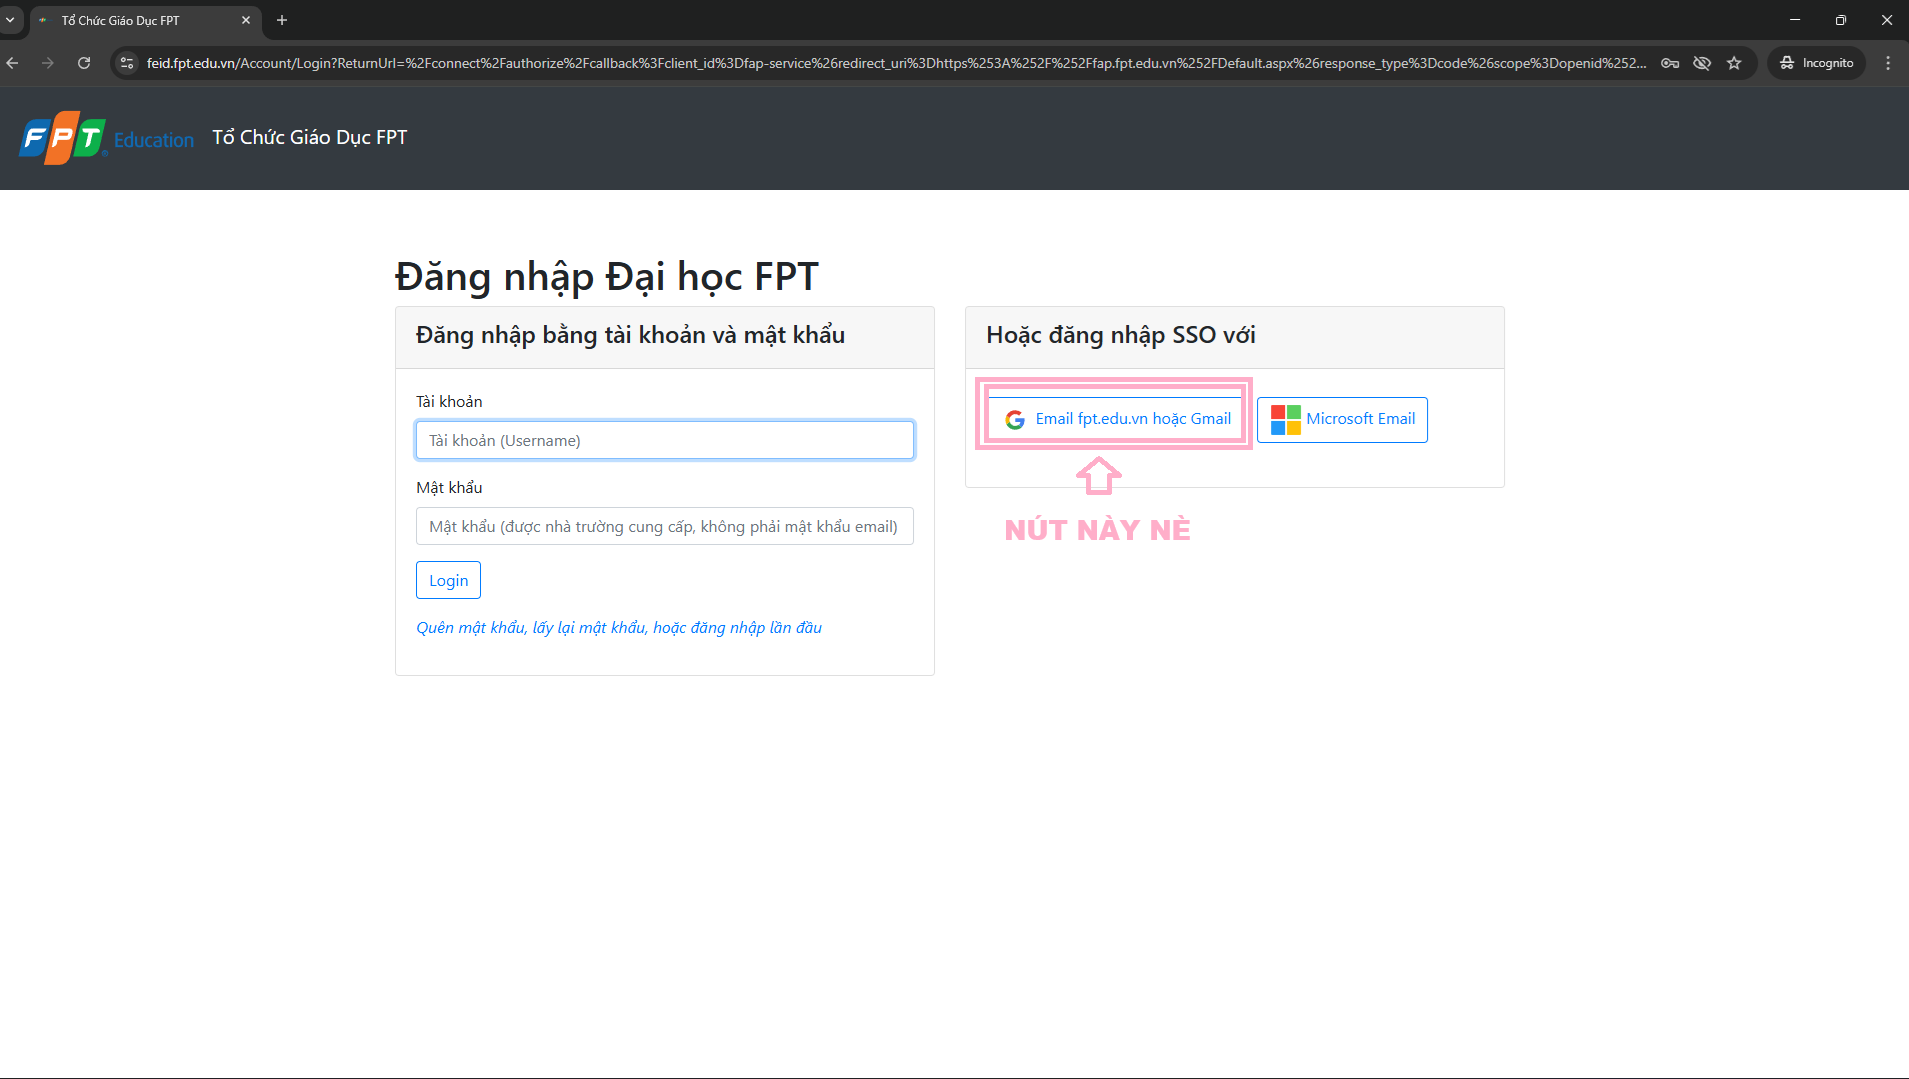 Tổ Chức Giáo Dục FPT
feid.fpt.edu.vn/Account/Login?ReturnUrl=%2Fconnect%2Fauthorize%2Fcallback%3Fclient_id%3Dfap-service%26redirect_uri%3Dhttps%253A%252F%252Ffap.fpt.edu.vn%252FDefault.aspx%26response_type%3Dcode%26scope%3Dopenid%252...
Incognito
FPT Education
Tổ Chức Giáo Dục FPT
Đăng nhập Đại học FPT
Đăng nhập bằng tài khoản và mật khẩu
Tài khoản
Tài khoản (Username)
Mật khẩu
Mật khẩu (được nhà trường cung cấp, không phải mật khẩu email)
Login
Quên mật khẩu, lấy lại mật khẩu, hoặc đăng nhập lần đầu
Hoặc đăng nhập SSO với
Email fpt.edu.vn hoặc Gmail
Microsoft Email
NÚT NÀY NÈ